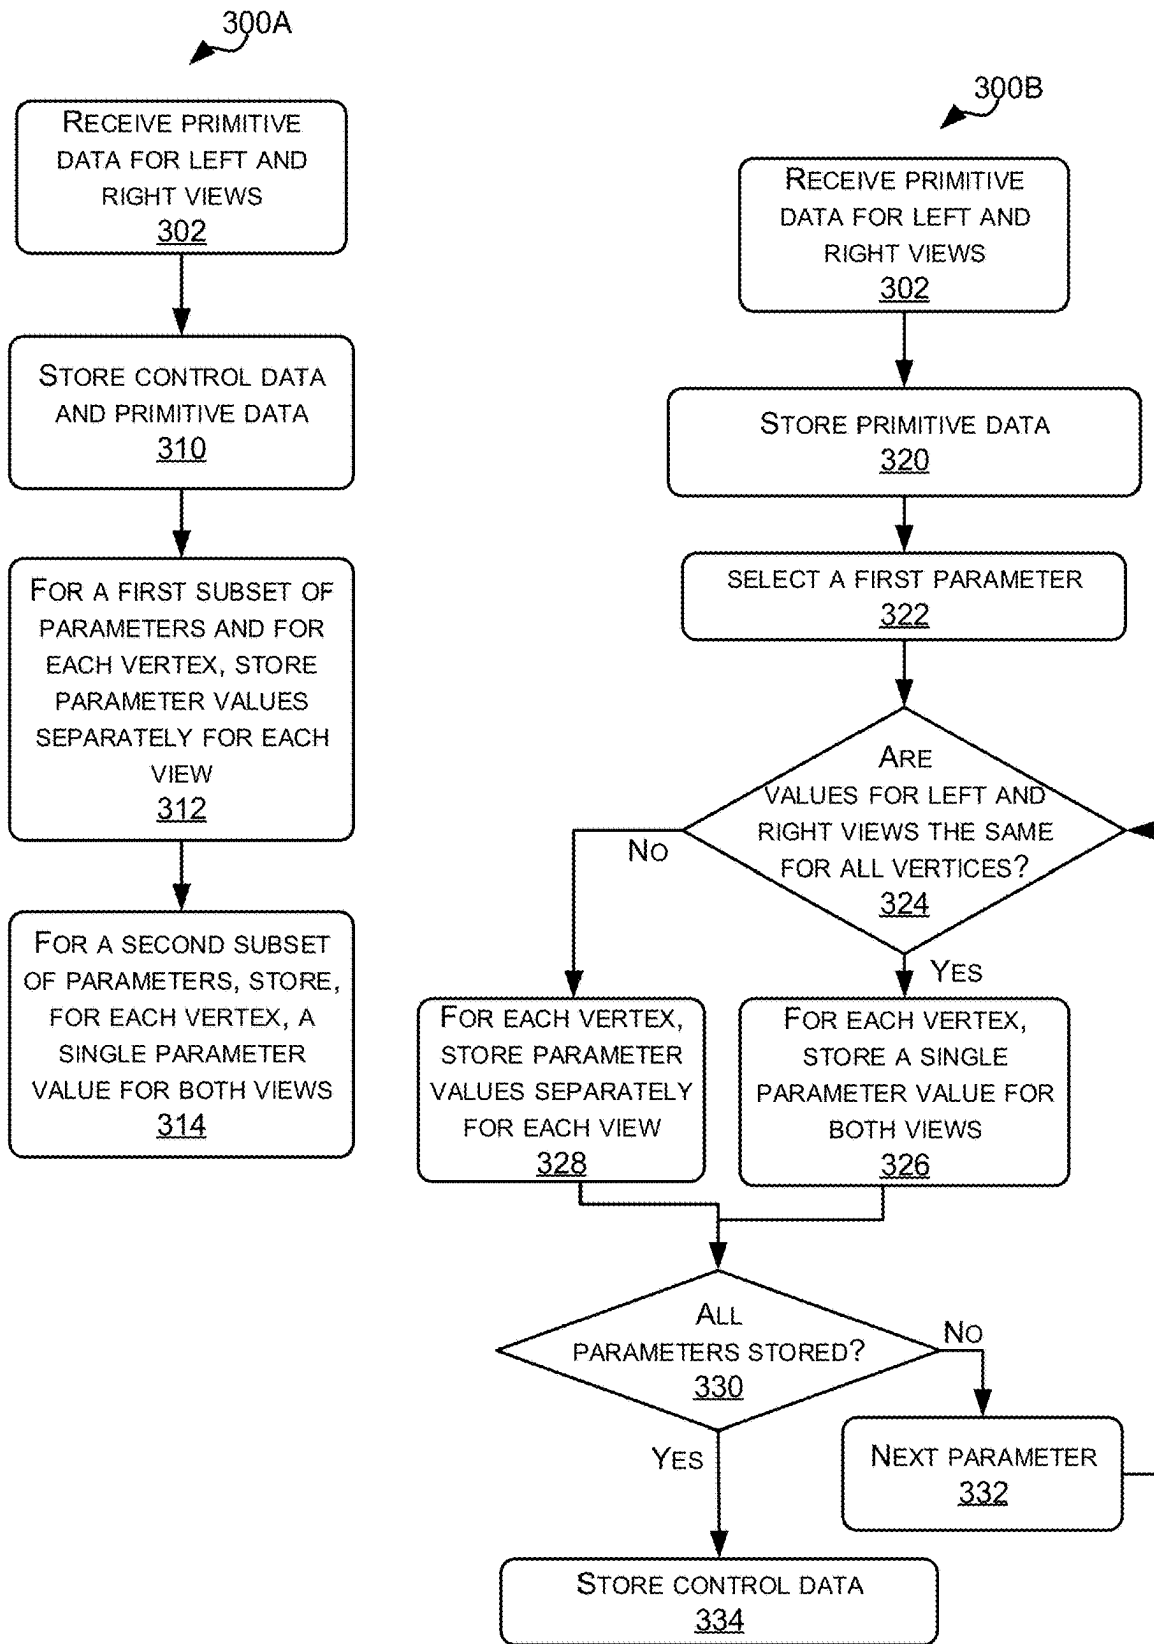 300A
RECEIVE PRIMITIVE
DATA FOR LEFT AND
RIGHT VIEWS
302
STORE CONTROL DATA
AND PRIMITIVE DATA
310
FOR A FIRST SUBSET OF
PARAMETERS AND FOR
EACH VERTEX, STORE
PARAMETER VALUES
SEPARATELY FOR EACH
VIEW
312
FOR A SECOND SUBSET
OF PARAMETERS, STORE,
FOR EACH VERTEX, A
SINGLE PARAMETER
VALUE FOR BOTH VIEWS
314
300B
RECEIVE PRIMITIVE
DATA FOR LEFT AND
RIGHT VIEWS
302
STORE PRIMITIVE DATA
320
SELECT A FIRST PARAMETER
322
ARE
VALUES FOR LEFT AND
RIGHT VIEWS THE SAME
FOR ALL VERTICES?
324
NO
YES
FOR EACH VERTEX,
STORE PARAMETER
VALUES SEPARATELY
FOR EACH VIEW
328
FOR EACH VERTEX,
STORE A SINGLE
PARAMETER VALUE FOR
BOTH VIEWS
326
ALL
PARAMETERS STORED?
330
NO
YES
NEXT PARAMETER
332
STORE CONTROL DATA
334